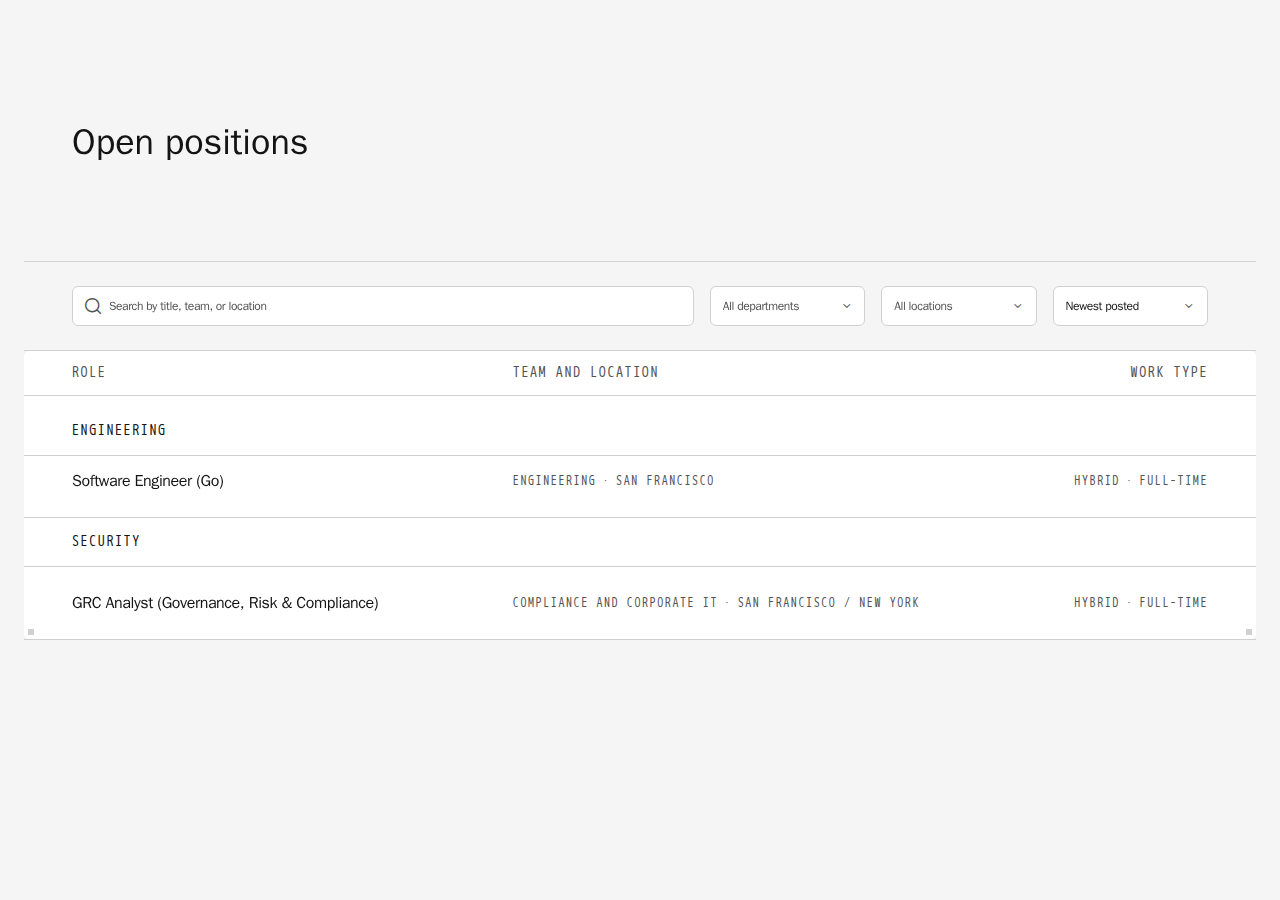 Open positions
Search by title, team, or location
All departments
All locations
Newest posted
ROLE TEAM AND LOCATION WORK TYPE
ENGINEERING
Software Engineer (Go) ENGINEERING · SAN FRANCISCO HYBRID · FULL-TIME
SECURITY
GRC Analyst (Governance, Risk & Compliance) COMPLIANCE AND CORPORATE IT · SAN FRANCISCO / NEW YORK HYBRID · FULL-TIME